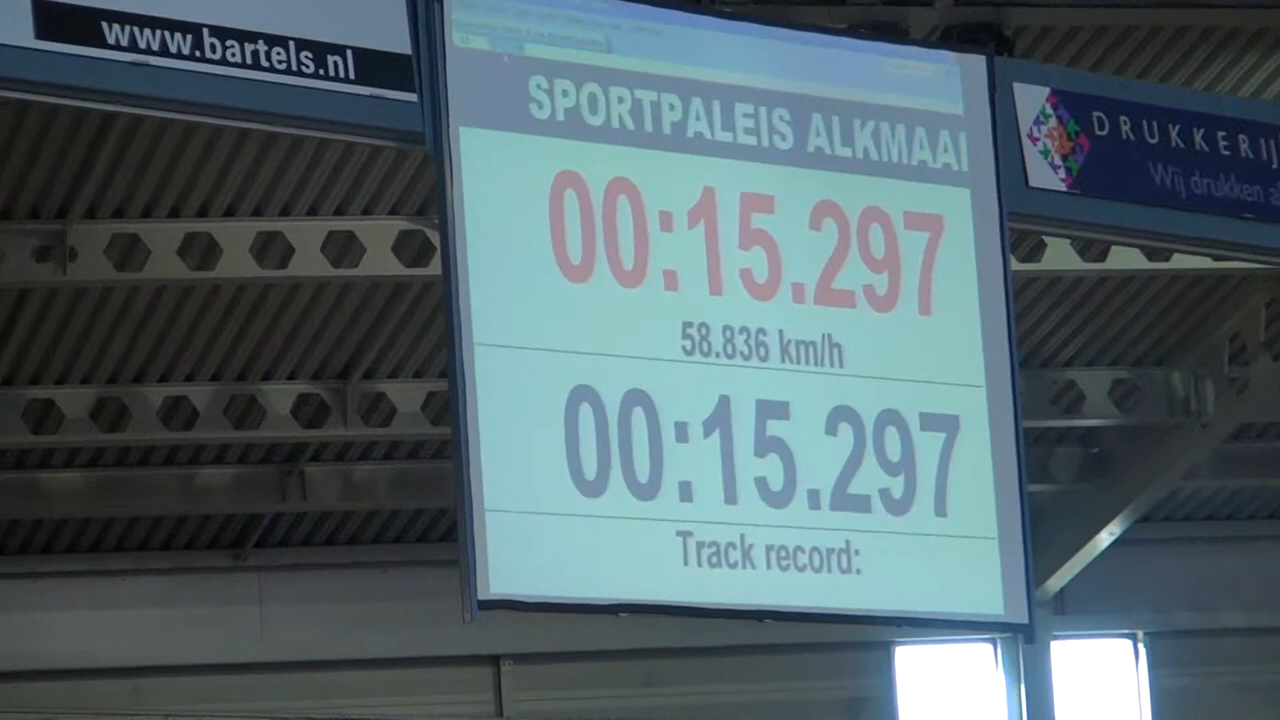 www.bartels.nl
SPORTPALEIS ALKMAAI
00:15.297
58.836 km/h
00:15.297
Track record:
DRUKKERIJ
Wij drukken a